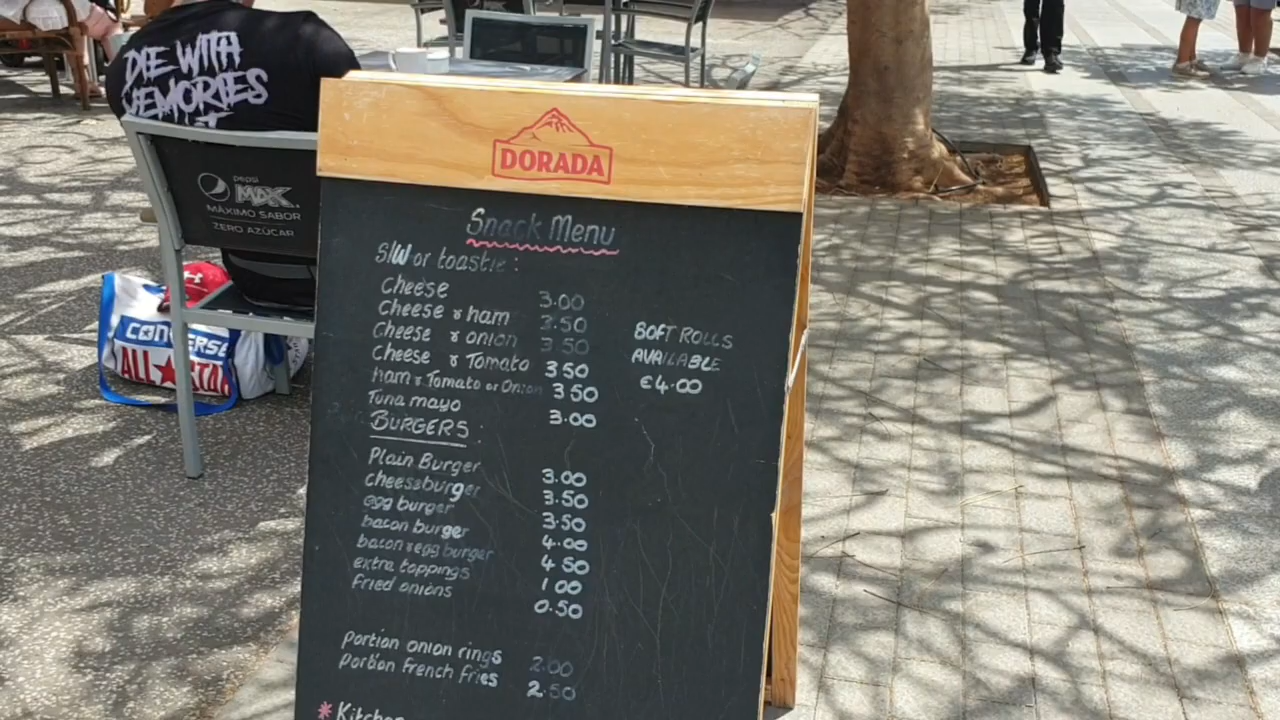 DIE WITH
MEMORIES
pepsi
MAX.
MÁXIMO SABOR
ZERO AZÚCAR
CONVERSE
ALL★STAR
DORADA
Snack Menu
S/W or toastie:
Cheese 3.00
Cheese & ham 3.50
Cheese & onion 3.50
Cheese & Tomato 3 50
ham & Tomato or Onion 3 50
Tuna mayo 3.00
SOFT ROLLS
AVAILABLE
€4.00
BURGERS:
Plain Burger 3.00
cheeseburger 3.50
egg burger 3.50
bacon burger 4.00
bacon & egg burger 4 50
extra toppings 1 00
Fried onions 0.50
portion onion rings 2.00
portion French Fries 2.50
* Kitchen